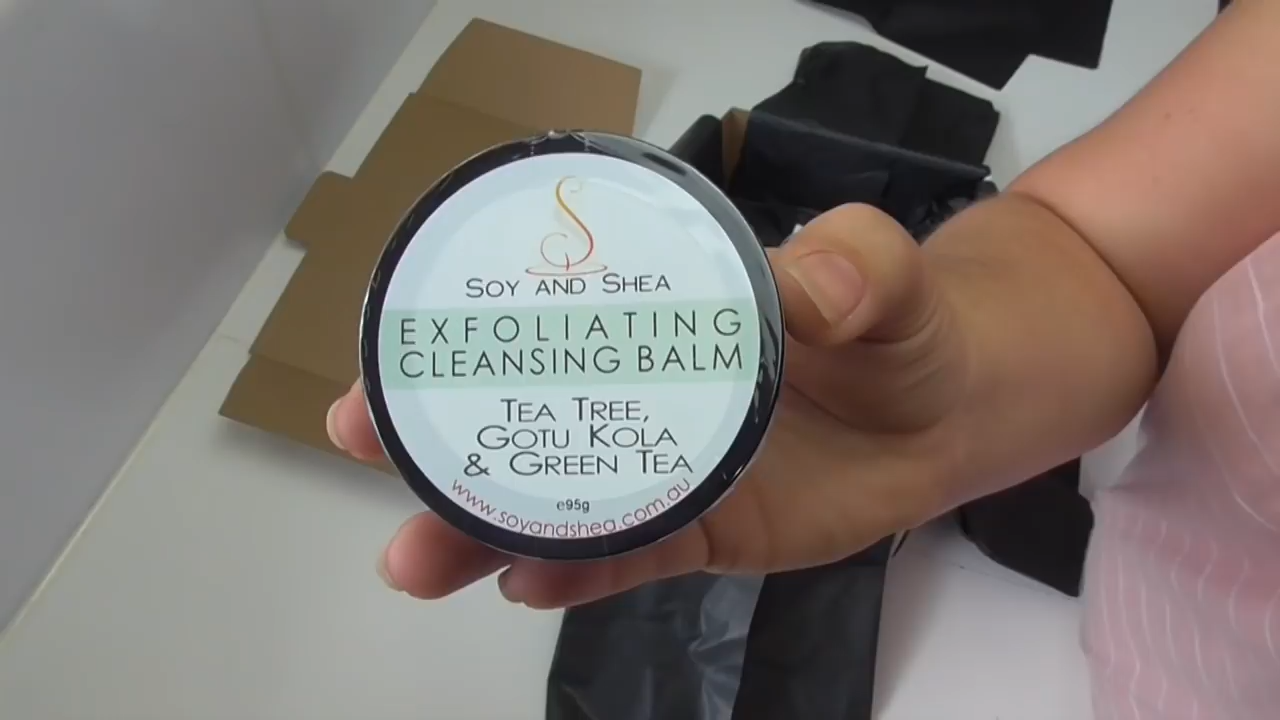 SOY AND SHEA
EXFOLIATING
CLEANSING BALM
TEA TREE,
GOTU KOLA
& GREEN TEA
e95g
www.soyandshea.com.au